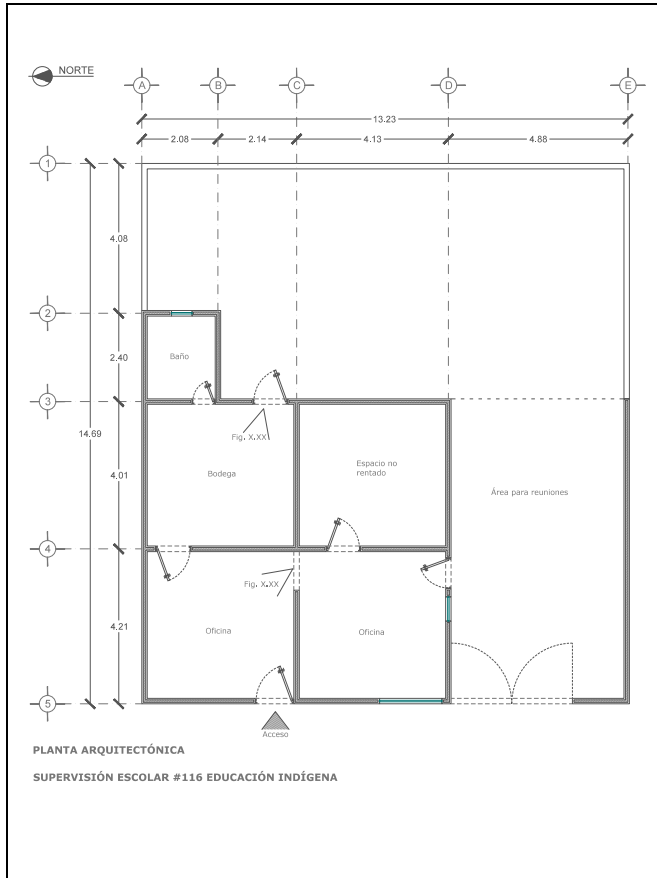 NORTE
A
B
C
D
E
13.23
2.08
2.14
4.13
4.88
1
4.08
2
2.40
Baño
3
14.69
Fig. X.XX
4.01
Bodega
Espacio no
rentado
Área para reuniones
4
Fig. X.XX
4.21
Oficina
Oficina
5
Acceso
PLANTA ARQUITECTÓNICA
SUPERVISIÓN ESCOLAR #116 EDUCACIÓN INDÍGENA